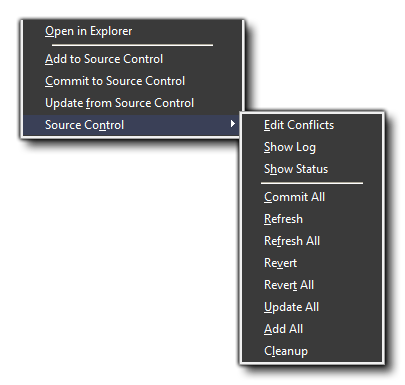 Open in Explorer
Add to Source Control
Commit to Source Control
Update from Source Control
Source Control
Edit Conflicts
Show Log
Show Status
Commit All
Refresh
Refresh All
Revert
Revert All
Update All
Add All
Cleanup